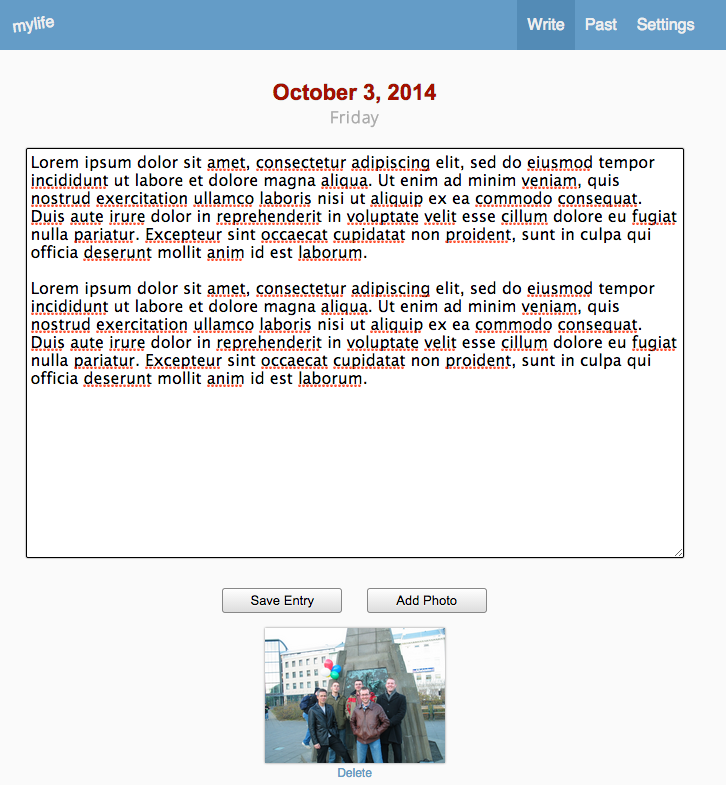 mylife
Write Past Settings
October 3, 2014
Friday
Lorem ipsum dolor sit amet, consectetur adipiscing elit, sed do eiusmod tempor
incididunt ut labore et dolore magna aliqua. Ut enim ad minim veniam, quis
nostrud exercitation ullamco laboris nisi ut aliquip ex ea commodo consequat.
Duis aute irure dolor in reprehenderit in voluptate velit esse cillum dolore eu fugiat
nulla pariatur. Excepteur sint occaecat cupidatat non proident, sunt in culpa qui
officia deserunt mollit anim id est laborum.
Lorem ipsum dolor sit amet, consectetur adipiscing elit, sed do eiusmod tempor
incididunt ut labore et dolore magna aliqua. Ut enim ad minim veniam, quis
nostrud exercitation ullamco laboris nisi ut aliquip ex ea commodo consequat.
Duis aute irure dolor in reprehenderit in voluptate velit esse cillum dolore eu fugiat
nulla pariatur. Excepteur sint occaecat cupidatat non proident, sunt in culpa qui
officia deserunt mollit anim id est laborum.
Save Entry Add Photo
Delete